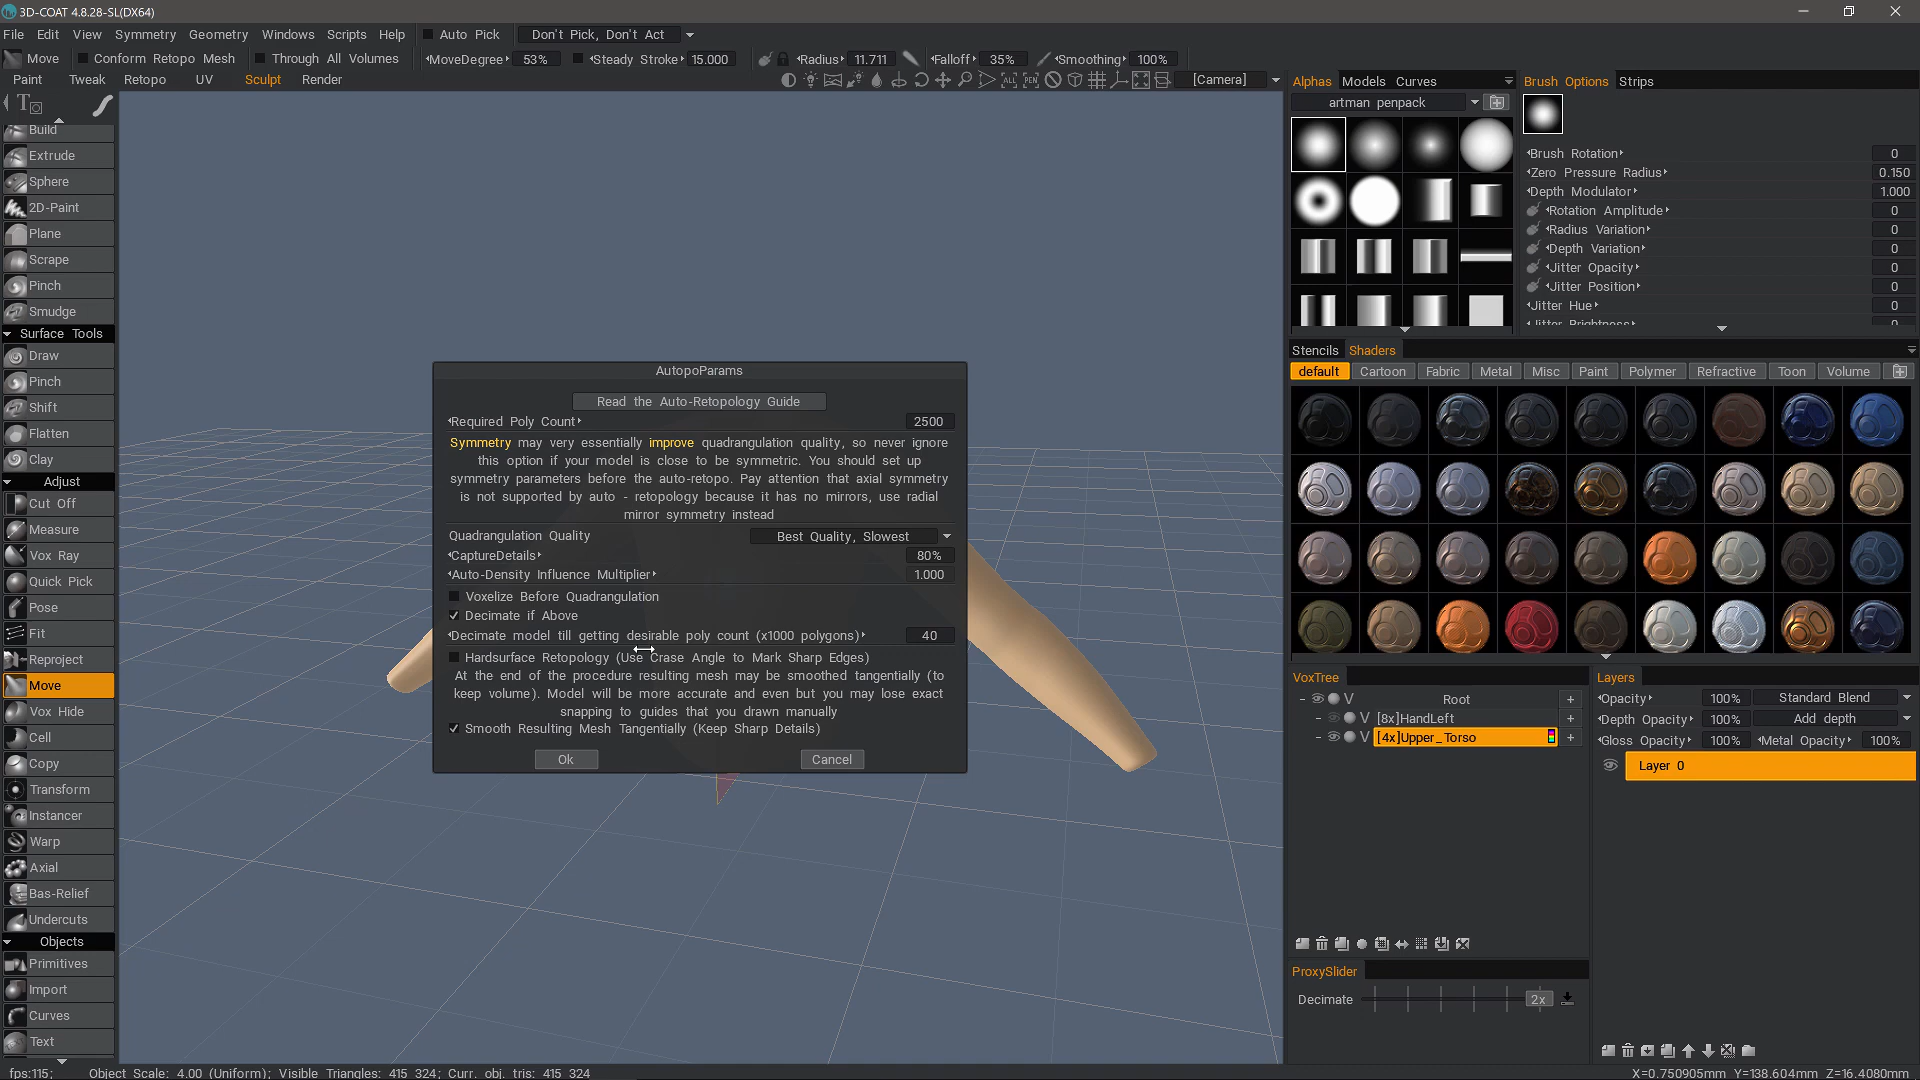 3D-COAT 4.8.28-SL(DX64)
File Edit View Symmetry Geometry Windows Scripts Help Auto Pick Don't Pick, Don't Act
Move Conform Retopo Mesh Through All Volumes MoveDegree 53% Steady Stroke 15.000 Radius 11.711 Falloff 35% Smoothing 100%
Paint Tweak Retopo UV Sculpt Render [Camera]
Build
Extrude
Sphere
2D-Paint
Plane
Scrape
Pinch
Smudge
Surface Tools
Draw
Pinch
Shift
Flatten
Clay
Adjust
Cut Off
Measure
Vox Ray
Quick Pick
Pose
Fit
Reproject
Move
Vox Hide
Cell
Copy
Transform
Instancer
Warp
Axial
Bas-Relief
Undercuts
Objects
Primitives
Import
Curves
Text
AutopoParams
Read the Auto-Retopology Guide
Required Poly Count 2500
Symmetry may very essentially improve quadrangulation quality, so never ignore
this option if your model is close to be symmetric. You should set up
symmetry parameters before the auto-retopo. Pay attention that axial symmetry
is not supported by auto - retopology because it has no mirrors, use radial
mirror symmetry instead
Quadrangulation Quality Best Quality, Slowest
CaptureDetails 80%
Auto-Density Influence Multiplier 1.000
Voxelize Before Quadrangulation
Decimate if Above
Decimate model till getting desirable poly count (x1000 polygons) 40
Hardsurface Retopology (Use Crase Angle to Mark Sharp Edges)
At the end of the procedure resulting mesh may be smoothed tangentially (to
keep volume). Model will be more accurate and even but you may lose exact
snapping to guides that you drawn manually
Smooth Resulting Mesh Tangentially (Keep Sharp Details)
Ok Cancel
Alphas Models Curves
artman penpack
Brush Options Strips
Brush Rotation 0
Zero Pressure Radius 0.150
Depth Modulator 1.000
Rotation Amplitude 0
Radius Variation 0
Depth Variation 0
Jitter Opacity 0
Jitter Position 0
Jitter Hue 0
Jitter Brightness 0
Stencils Shaders
default Cartoon Fabric Metal Misc Paint Polymer Refractive Toon Volume
VoxTree
V Root +
V [8x]HandLeft +
V [4x]Upper_Torso +
ProxySlider
Decimate 2x
Layers
Opacity 100% Standard Blend
Depth Opacity 100% Add depth
Gloss Opacity 100% Metal Opacity 100%
Layer 0
fps:115; Object Scale: 4.00 (Uniform); Visible Triangles: 415 324; Curr. obj. tris: 415 324 X=0.750905mm Y=138.604mm Z=16.4080mm